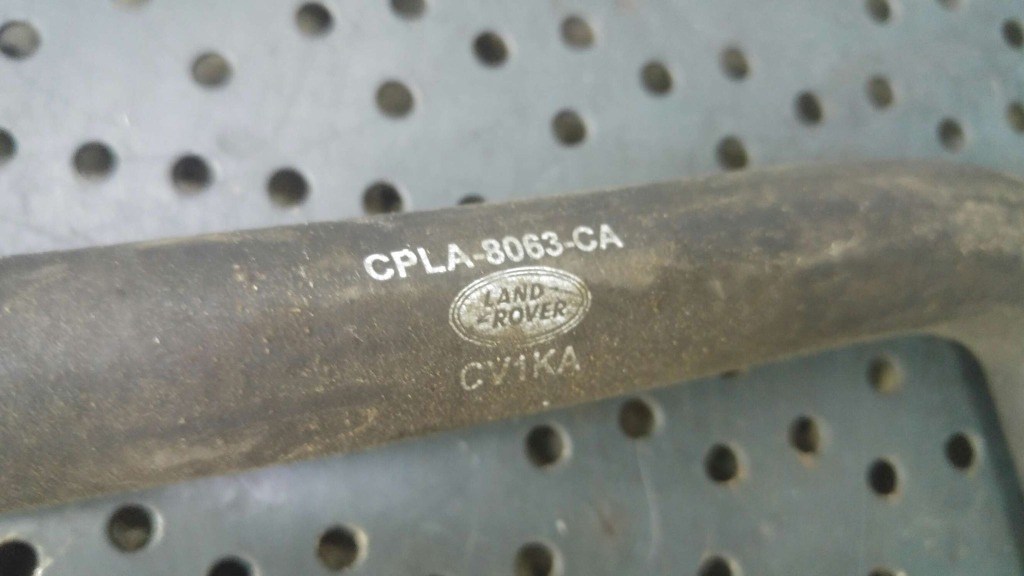 CPLA-8063-CA
LAND
ROVER
CV1KA